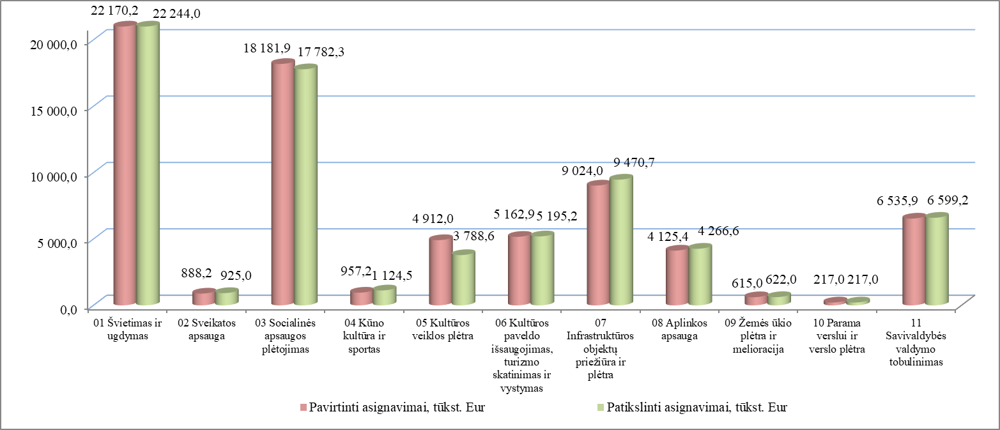 22 170,2
22 244,0
20 000,0
18 181,9
17 782,3
15 000,0
10 000,0
9 024,0
9 470,7
6 535,9
6 599,2
5 000,0
4 912,0
3 788,6
5 162,9
5 195,2
4 125,4
4 266,6
888,2
925,0
957,2
1 124,5
615,0
622,0
217,0
217,0
0,0
01 Švietimas ir
ugdymas
02 Sveikatos
apsauga
03 Socialinės
apsaugos
plėtojimas
04 Kūno
kultūra ir
sportas
05 Kultūros
veiklos plėtra
06 Kultūros
paveldo
išsaugojimas,
turizmo
skatinimas ir
vystymas
07
Infrastruktūros
objektų
priežiūra ir
plėtra
08 Aplinkos
apsauga
09 Žemės ūkio
plėtra ir
melioracija
10 Parama
verslui ir
verslo plėtra
11
Savivaldybės
valdymo
tobulinimas
Pavirtinti asignavimai, tūkst. Eur
Patikslinti asignavimai, tūkst. Eur